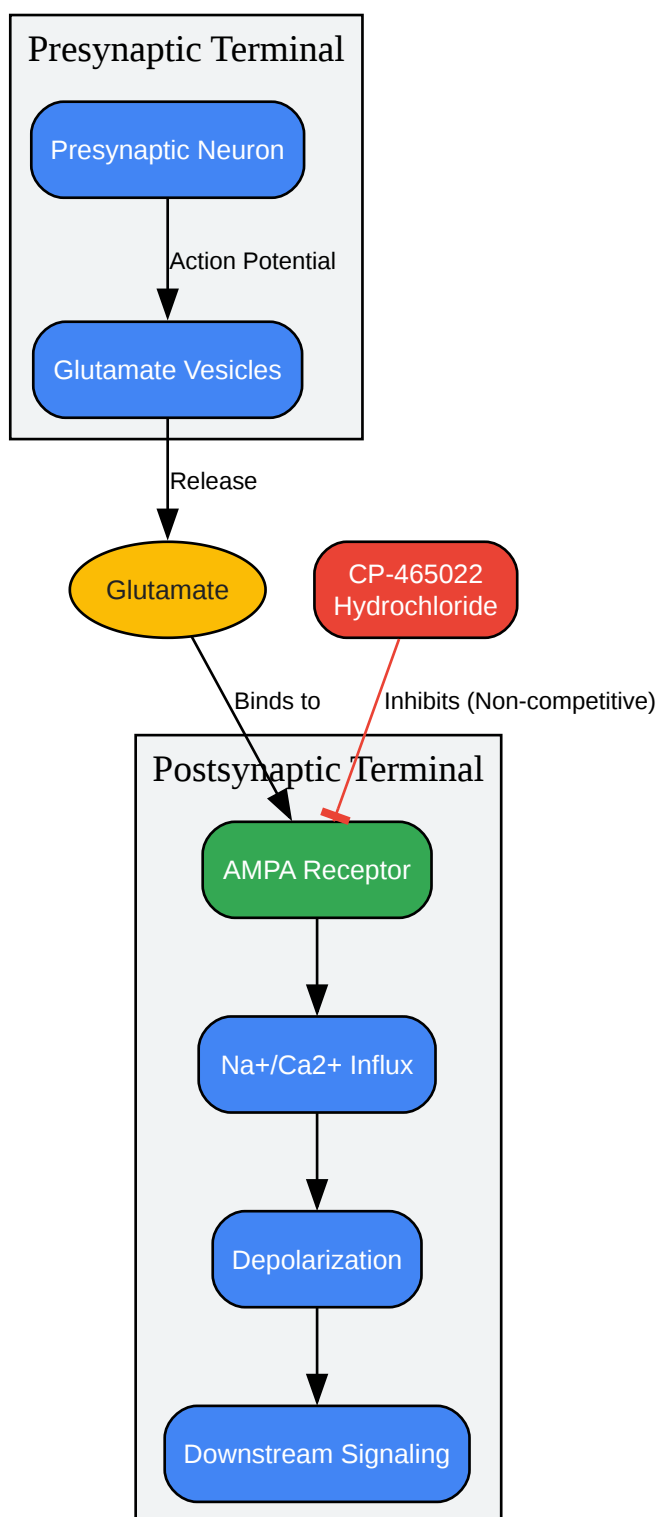 Presynaptic Terminal
Presynaptic Neuron
Action Potential
Glutamate Vesicles
Release
Glutamate
CP-465022
Hydrochloride
Binds to
Inhibits (Non-competitive)
Postsynaptic Terminal
AMPA Receptor
Na+/Ca2+ Influx
Depolarization
Downstream Signaling